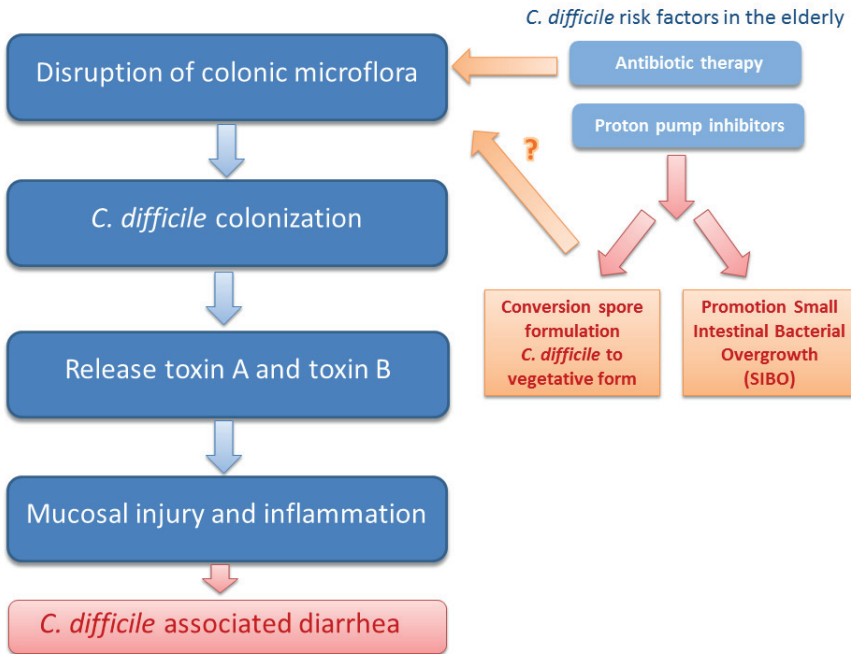 C. difficile risk factors in the elderly
Disruption of colonic microflora
Antibiotic therapy
Proton pump inhibitors
?
C. difficile colonization
Conversion spore
formulation
C. difficile to
vegetative form
Promotion Small
Intestinal Bacterial
Overgrowth
(SIBO)
Release toxin A and toxin B
Mucosal injury and inflammation
C. difficile associated diarrhea